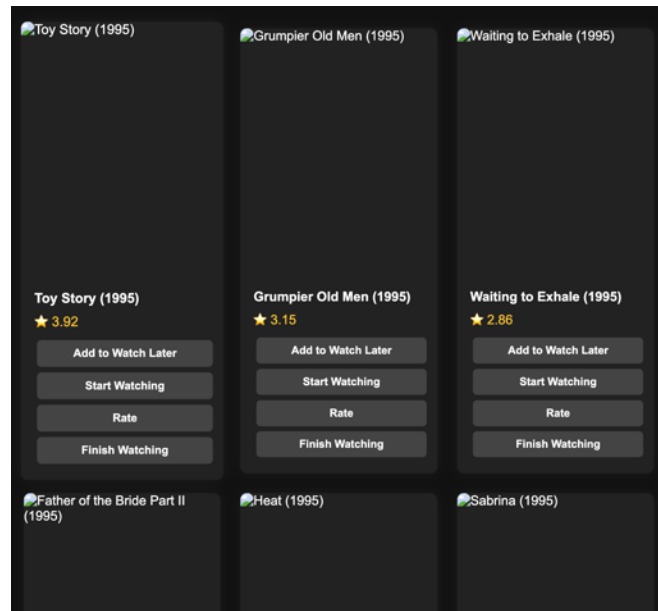 Toy Story (1995)
Grumpier Old Men (1995)
Waiting to Exhale (1995)
Toy Story (1995)
3.92
Add to Watch Later
Start Watching
Rate
Finish Watching
Grumpier Old Men (1995)
3.15
Add to Watch Later
Start Watching
Rate
Finish Watching
Waiting to Exhale (1995)
2.86
Add to Watch Later
Start Watching
Rate
Finish Watching
Father of the Bride Part II
(1995)
Heat (1995)
Sabrina (1995)